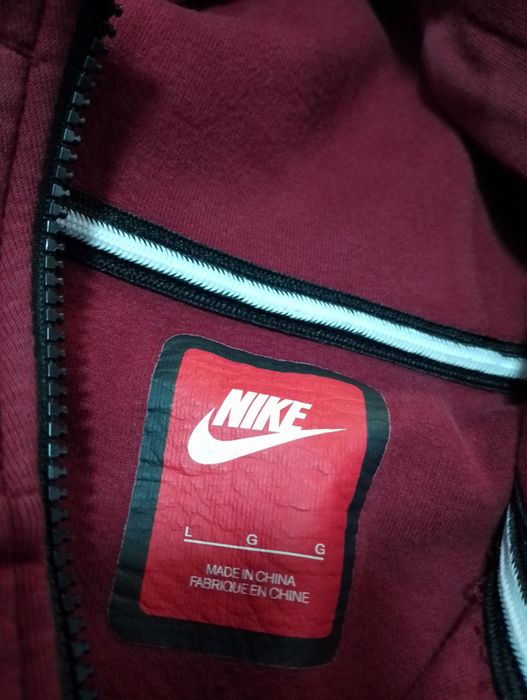 NIKE
L G G
MADE IN CHINA
FABRIQUE EN CHINE